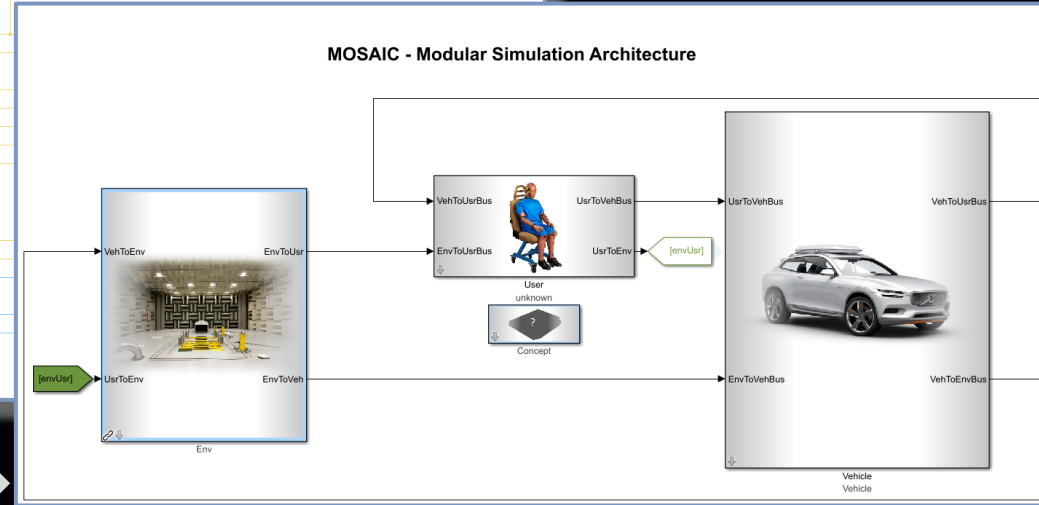 MOSAIC - Modular Simulation Architecture
VehToEnv
EnvToUsr
[envUsr]
UsrToEnv
EnvToVeh
Env
VehToUsrBus
UsrToVehBus
EnvToUsrBus
UsrToEnv
[envUsr]
User
unknown
?
Concept
UsrToVehBus
VehToUsrBus
EnvToVehBus
VehToEnvBus
Vehicle
Vehicle